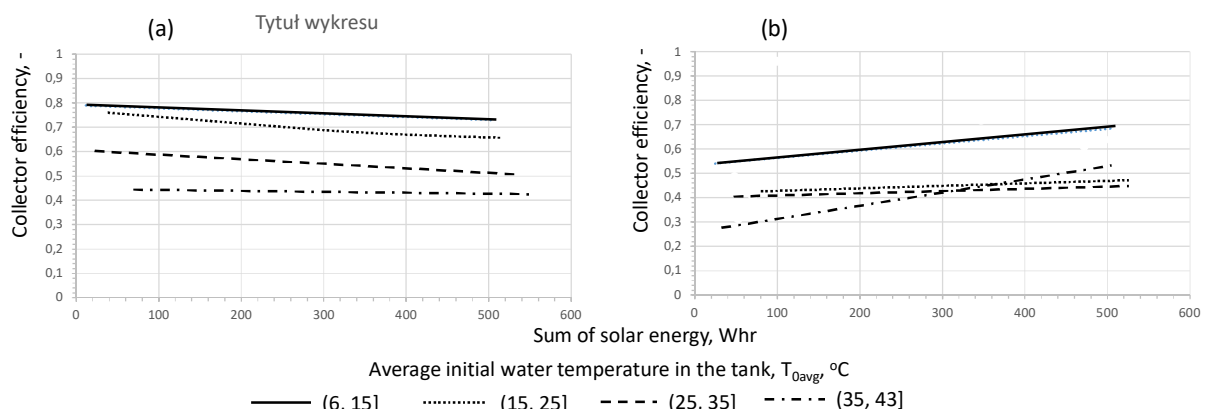 (a)
Tytuł wykresu
Collector efficiency, -
1
0,9
0,8
0,7
0,6
0,5
0,4
0,3
0,2
0,1
0
0 100 200 300 400 500 600
(b)
Collector efficiency, -
1
0,9
0,8
0,7
0,6
0,5
0,4
0,3
0,2
0,1
0
0 100 200 300 400 500 600
Sum of solar energy, Whr
Average initial water temperature in the tank, T0avg, °C
(6, 15] (15, 25] (25, 35] (35, 43]